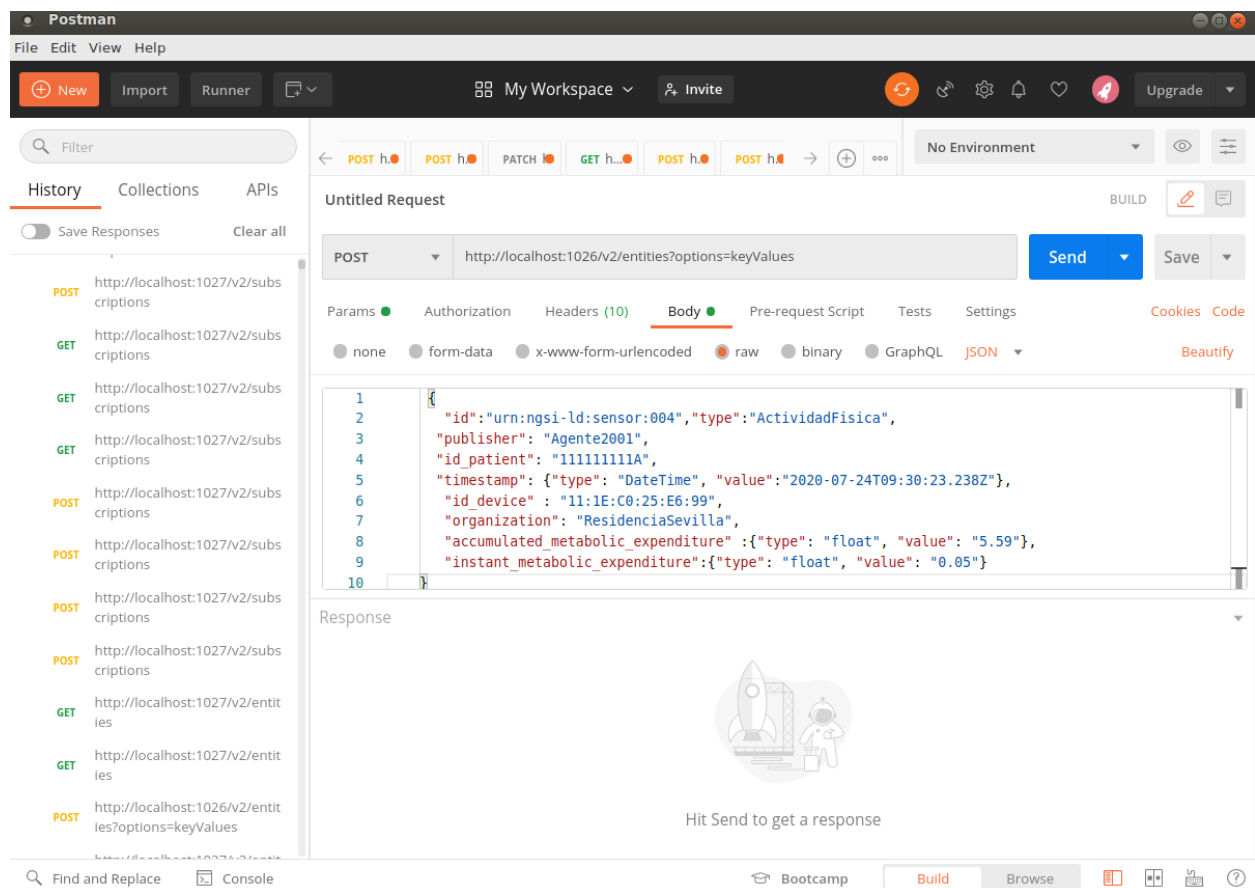 Postman
File Edit View Help
New Import Runner My Workspace Invite Upgrade
Filter
History Collections APIs
Save Responses Clear all
POST http://localhost:1027/v2/subs
criptions
GET http://localhost:1027/v2/subs
criptions
GET http://localhost:1027/v2/subs
criptions
GET http://localhost:1027/v2/subs
criptions
POST http://localhost:1027/v2/subs
criptions
POST http://localhost:1027/v2/subs
criptions
POST http://localhost:1027/v2/subs
criptions
POST http://localhost:1027/v2/subs
criptions
GET http://localhost:1027/v2/entit
ies
GET http://localhost:1027/v2/entit
ies
POST http://localhost:1026/v2/entit
ies?options=keyValues
POST h. POST h. PATCH GET h... POST h. POST h. No Environment
Untitled Request BUILD
POST http://localhost:1026/v2/entities?options=keyValues Send Save
Params Authorization Headers (10) Body Pre-request Script Tests Settings Cookies Code
none form-data x-www-form-urlencoded raw binary GraphQL JSON Beautify
1 {
2 "id":"urn:ngsi-ld:sensor:004","type":"ActividadFisica",
3 "publisher": "Agente2001",
4 "id_patient": "111111111A",
5 "timestamp": {"type": "DateTime", "value":"2020-07-24T09:30:23.238Z"},
6 "id_device" : "11:1E:C0:25:E6:99",
7 "organization": "ResidenciaSevilla",
8 "accumulated_metabolic_expenditure" :{"type": "float", "value": "5.59"},
9 "instant_metabolic_expenditure":{"type": "float", "value": "0.05"}
10 }
Response
Hit Send to get a response
Find and Replace Console Bootcamp Build Browse